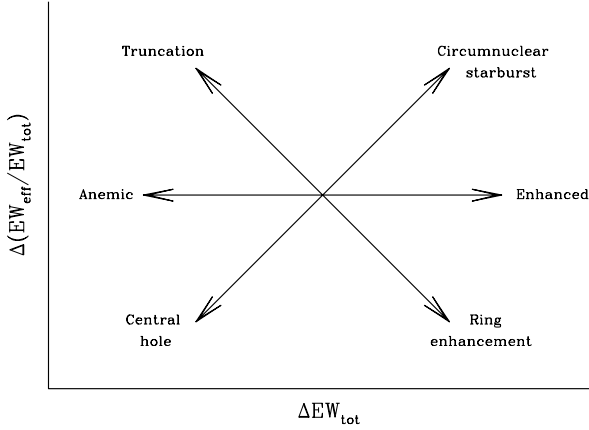 Truncation
Circumnuclear
starburst
Δ(EW_eff/EW_tot)
Anemic
Enhanced
Central
hole
Ring
enhancement
ΔEW_tot